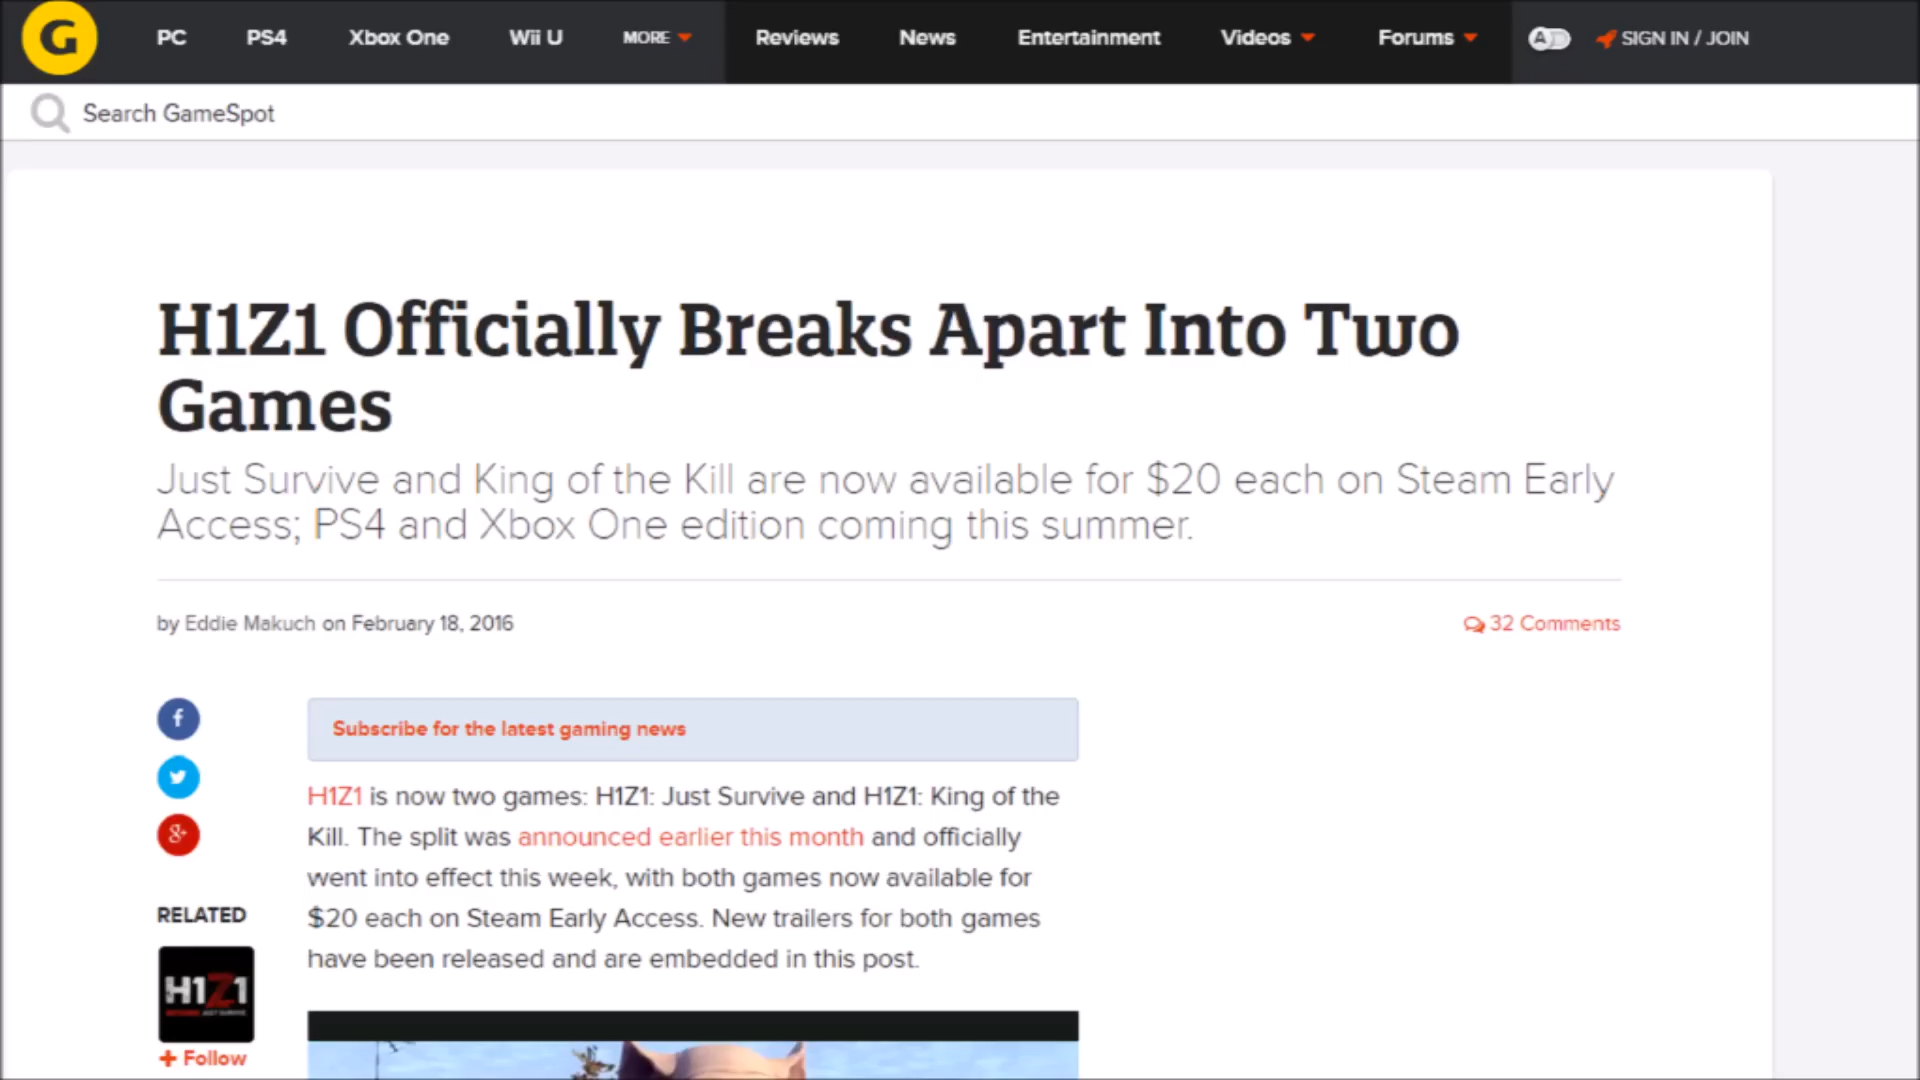 G PC PS4 Xbox One Wii U MORE Reviews News Entertainment Videos Forums A SIGN IN / JOIN
Search GameSpot
H1Z1 Officially Breaks Apart Into Two
Games
Just Survive and King of the Kill are now available for $20 each on Steam Early
Access; PS4 and Xbox One edition coming this summer.
by Eddie Makuch on February 18, 2016
32 Comments
f
Subscribe for the latest gaming news
g+
H1Z1 is now two games: H1Z1: Just Survive and H1Z1: King of the
Kill. The split was announced earlier this month and officially
went into effect this week, with both games now available for
$20 each on Steam Early Access. New trailers for both games
have been released and are embedded in this post.
RELATED
H1Z1
JUST SURVIVE
+ Follow